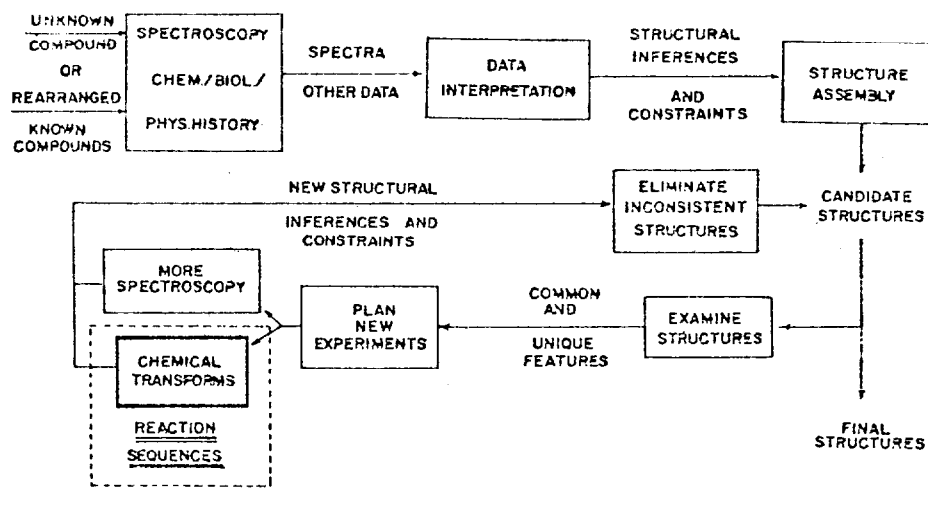 UNKNOWN
COMPOUND
OR
REARRANGED
KNOWN
COMPOUNDS
SPECTROSCOPY
CHEM./BIOL/
PHYS.HISTORY
SPECTRA
OTHER DATA
DATA
INTERPRETATION
STRUCTURAL
INFERENCES
AND
CONSTRAINTS
STRUCTURE
ASSEMBLY
NEW STRUCTURAL
INFERENCES AND
CONSTRAINTS
ELIMINATE
INCONSISTENT
STRUCTURES
CANDIDATE
STRUCTURES
MORE
SPECTROSCOPY
PLAN
NEW
EXPERIMENTS
COMMON
AND
UNIQUE
FEATURES
EXAMINE
STRUCTURES
CHEMICAL
TRANSFORMS
REACTION
SEQUENCES
FINAL
STRUCTURES